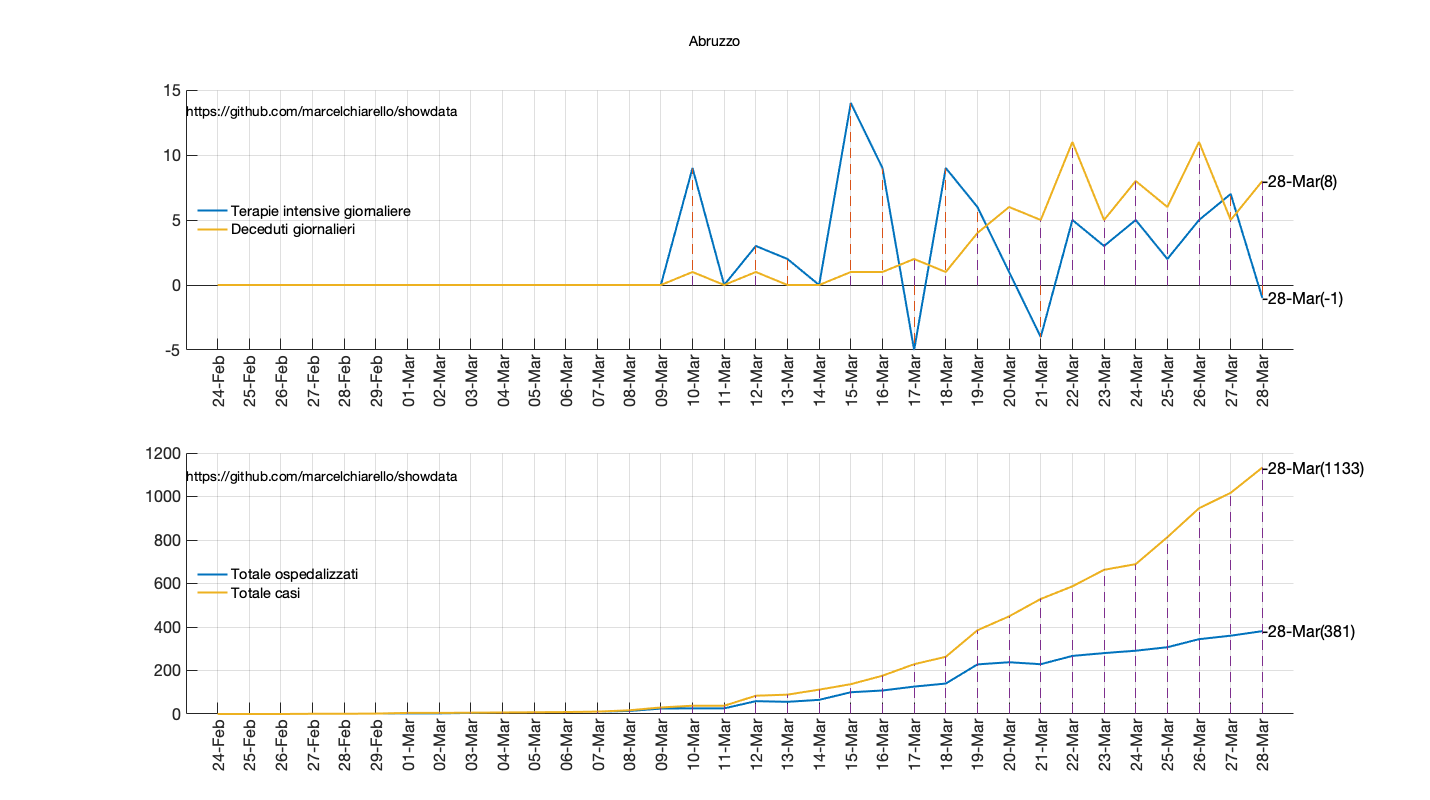 Abruzzo
15
https://github.com/marcelchiarello/showdata
10
Terapie intensive giornaliere
Deceduti giornalieri
5
0
-5
28-Mar(8)
28-Mar(-1)
24-Feb 25-Feb 26-Feb 27-Feb 28-Feb 29-Feb 01-Mar 02-Mar 03-Mar 04-Mar 05-Mar 06-Mar 07-Mar 08-Mar 09-Mar 10-Mar 11-Mar 12-Mar 13-Mar 14-Mar 15-Mar 16-Mar 17-Mar 18-Mar 19-Mar 20-Mar 21-Mar 22-Mar 23-Mar 24-Mar 25-Mar 26-Mar 27-Mar 28-Mar
1200
https://github.com/marcelchiarello/showdata
1000
800
Totale ospedalizzati
Totale casi
600
400
200
0
28-Mar(1133)
28-Mar(381)
24-Feb 25-Feb 26-Feb 27-Feb 28-Feb 29-Feb 01-Mar 02-Mar 03-Mar 04-Mar 05-Mar 06-Mar 07-Mar 08-Mar 09-Mar 10-Mar 11-Mar 12-Mar 13-Mar 14-Mar 15-Mar 16-Mar 17-Mar 18-Mar 19-Mar 20-Mar 21-Mar 22-Mar 23-Mar 24-Mar 25-Mar 26-Mar 27-Mar 28-Mar